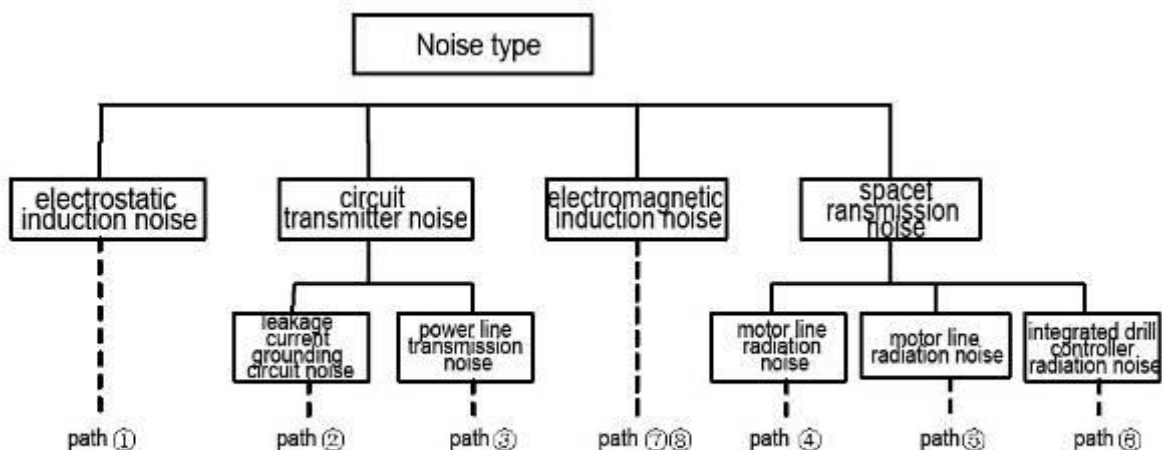 Noise type
electrostatic
induction noise
circuit
transmitter noise
electromagnetic
induction noise
spacet
ransmission
noise
leakage
current
grounding
circuit noise
power line
transmission
noise
motor line
radiation
noise
motor line
radiation noise
integrated drill
controller
radiation noise
path ①
path ②
path ③
path ⑦⑧
path ④
path ⑤
path ⑥